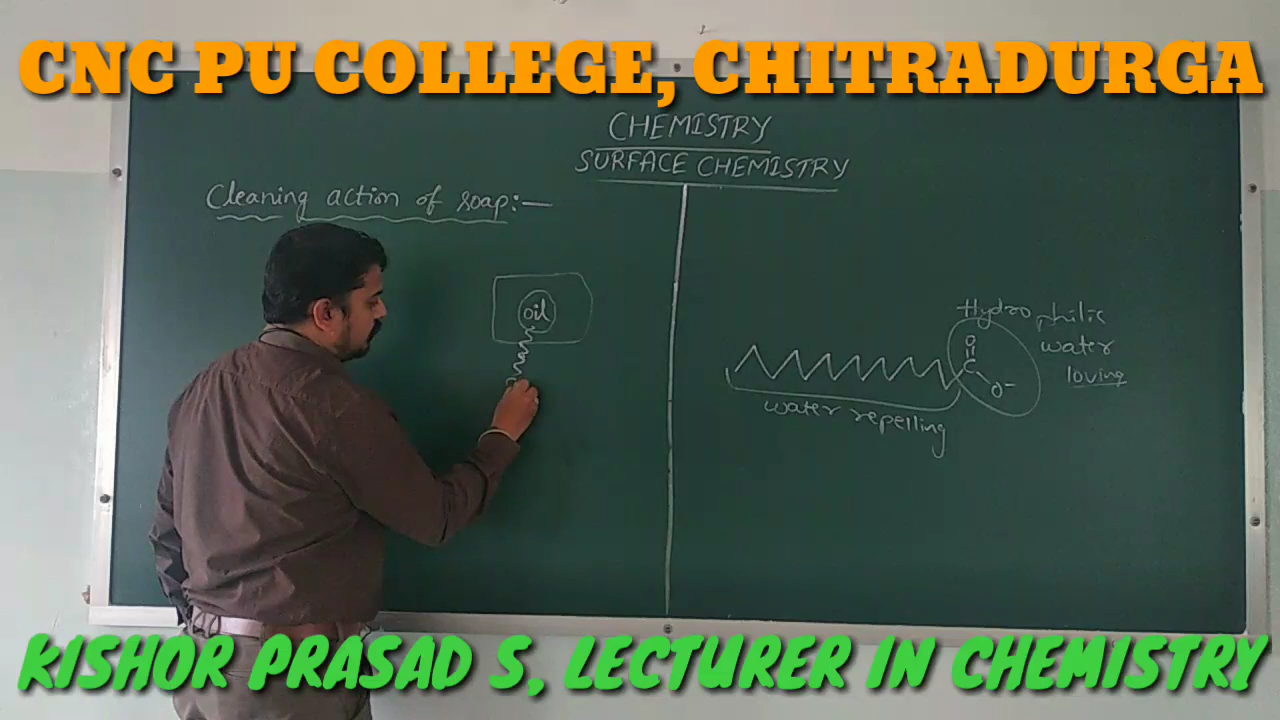 CNC PU COLLEGE, CHITRADURGA
CHEMISTRY
SURFACE CHEMISTRY
Cleaning action of soap:—
oil
Hydrophilic
water
loving
O
C
O⁻
water repelling
KISHOR PRASAD S, LECTURER IN CHEMISTRY